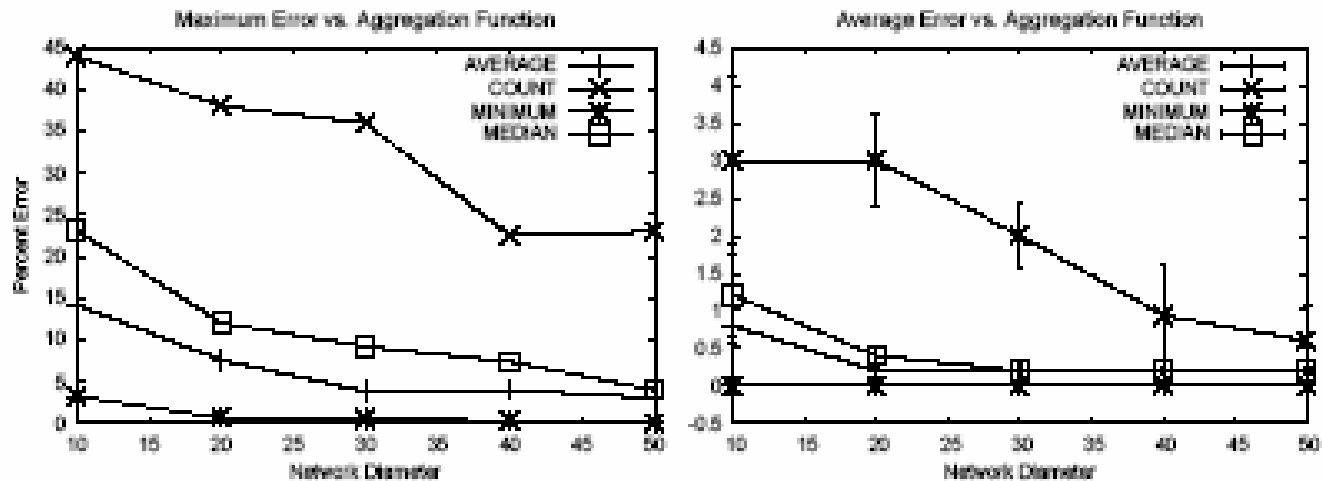 Maximum Error vs. Aggregation Function
45
40
35
30
25
20
15
10
5
0
Percent Error
AVERAGE
COUNT
MINIMUM
MEDIAN
10 15 20 25 30 35 40 45 50
Network Diameter
Average Error vs. Aggregation Function
4.5
4
3.5
3
2.5
2
1.5
1
0.5
0
-0.5
AVERAGE
COUNT
MINIMUM
MEDIAN
10 15 20 25 30 35 40 45 50
Network Diameter